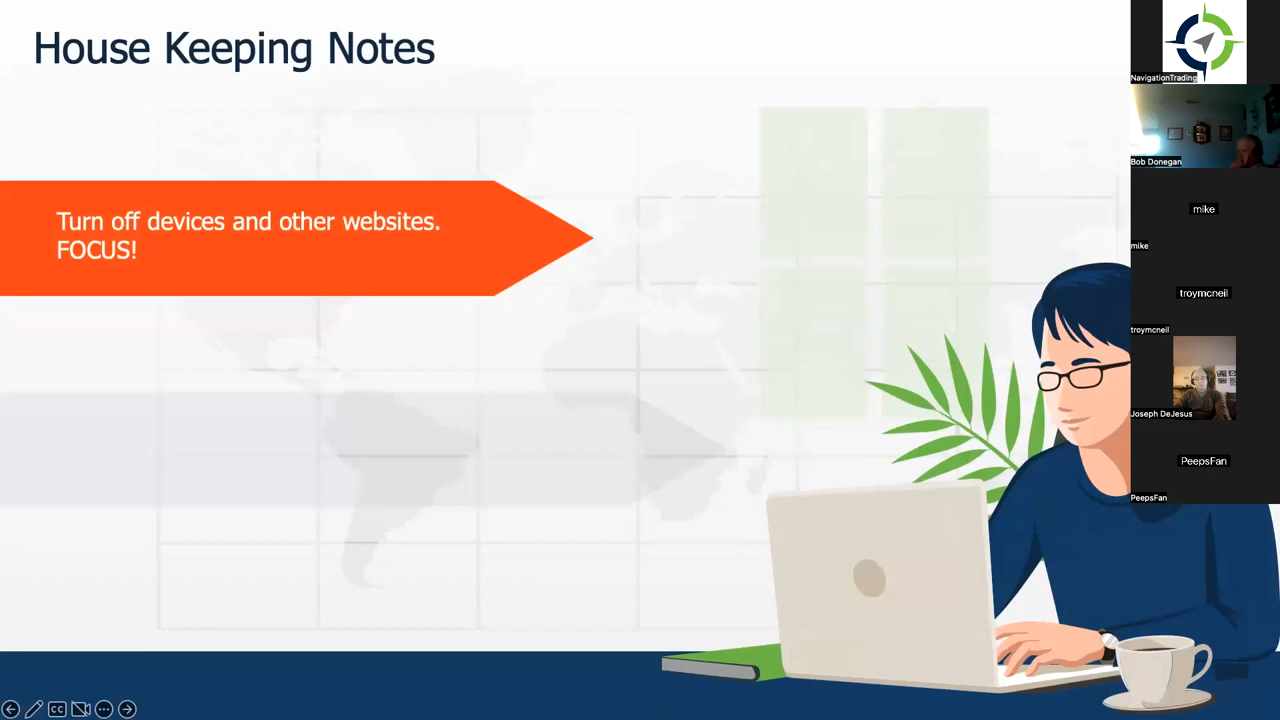 House Keeping Notes
Turn off devices and other websites.
FOCUS!
NavigationTrading
Bob Donegan
mike
mike
troymcneil
troymcneil
Joseph DeJesus
PeepsFan
PeepsFan
CC